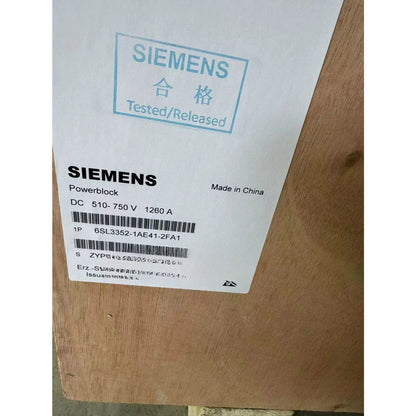 SIEMENS
合格
Tested/Released
SIEMENS
Powerblock
Made in China
DC 510-750 V 1260 A
1P 6SL3352-1AE41-2FA1
S